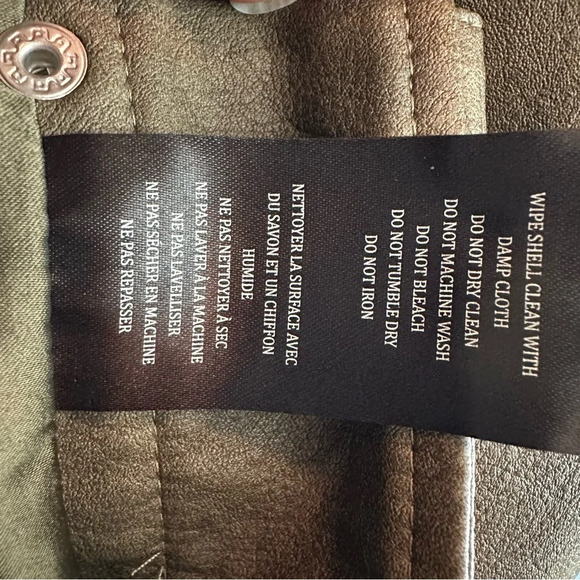 WIPE SHELL CLEAN WITH
DAMP CLOTH
DO NOT DRY CLEAN
DO NOT MACHINE WASH
DO NOT BLEACH
DO NOT TUMBLE DRY
DO NOT IRON
NETTOYER LA SURFACE AVEC
DU SAVON ET UN CHIFFON
HUMIDE
NE PAS NETTOYER À SEC
NE PAS LAVER À LA MACHINE
NE PAS JAVELLISER
NE PAS SÉCHER EN MACHINE
NE PAS REPASSER